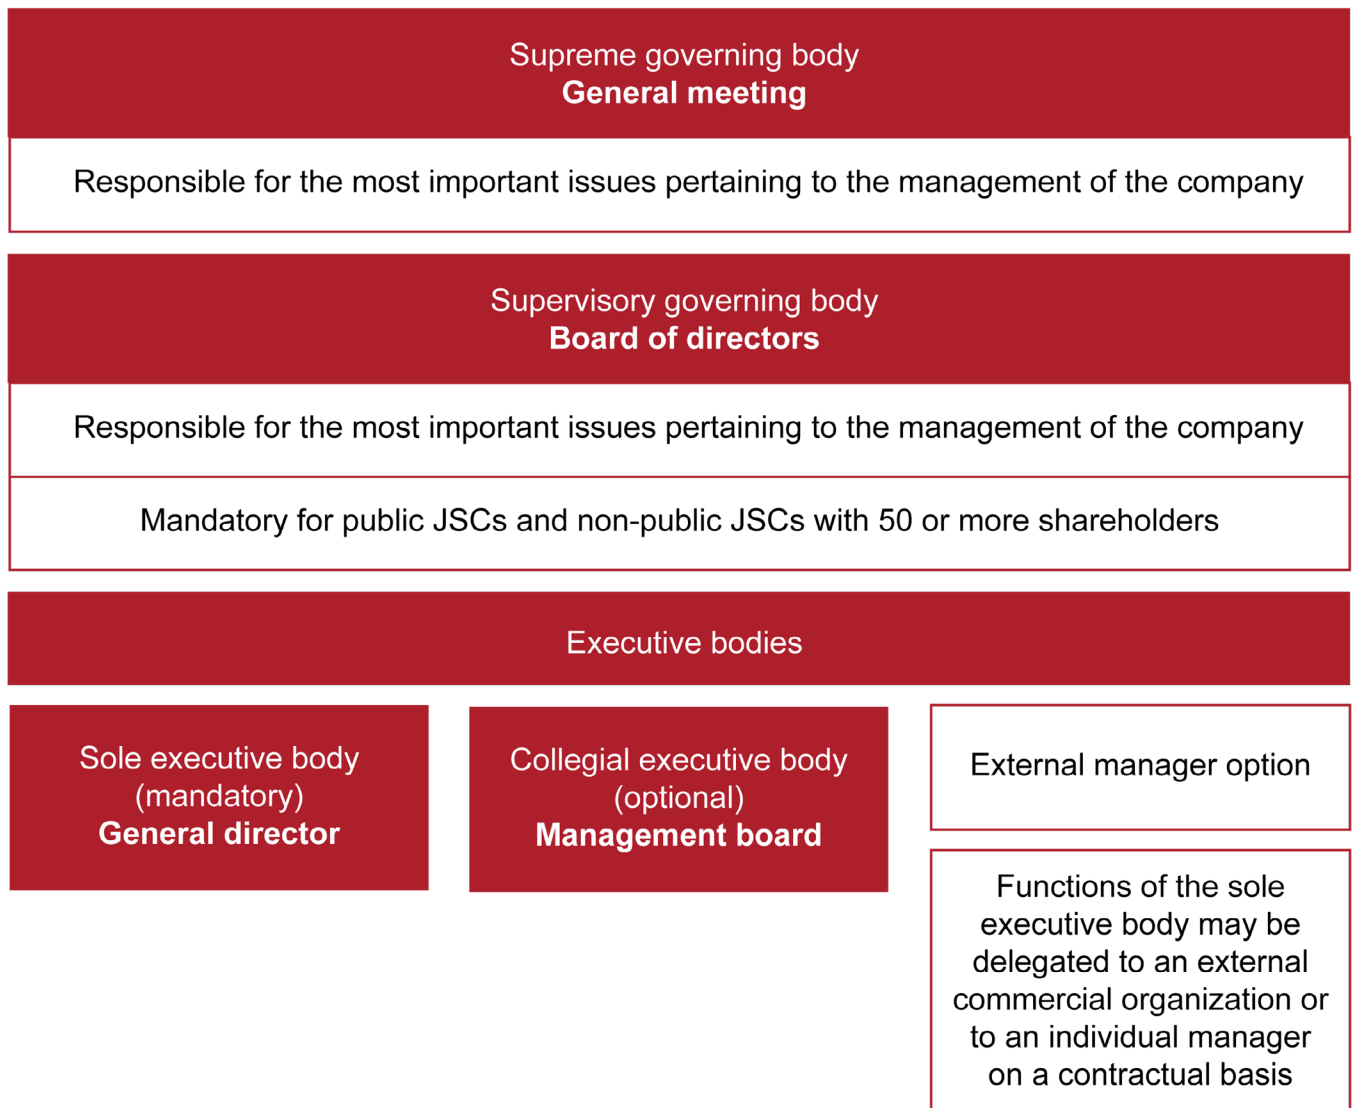 Supreme governing body
General meeting
Responsible for the most important issues pertaining to the management of the company
Supervisory governing body
Board of directors
Responsible for the most important issues pertaining to the management of the company
Mandatory for public JSCs and non-public JSCs with 50 or more shareholders
Executive bodies
Sole executive body
(mandatory)
General director
Collegial executive body
(optional)
Management board
External manager option
Functions of the sole
executive body may be
delegated to an external
commercial organization or
to an individual manager
on a contractual basis